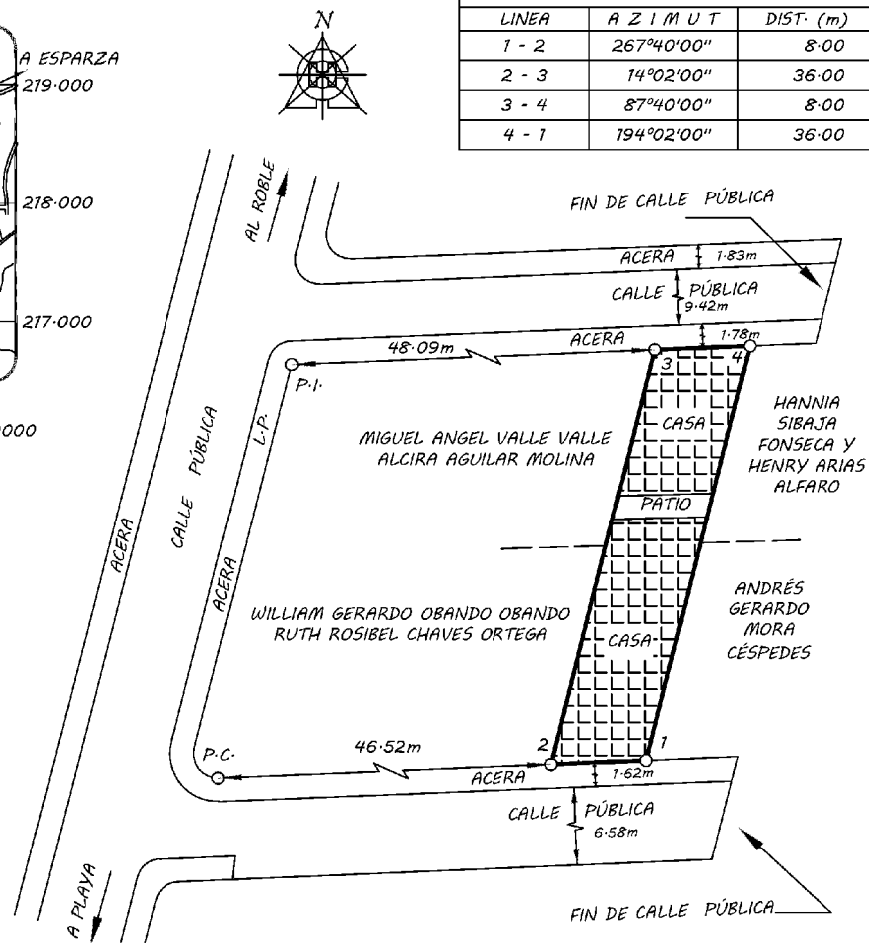 A ESPARZA
219·000
218·000
217·000
N
LINEA AZIMUT DIST. (m)
1 - 2 267°40'00" 8·00
2 - 3 14°02'00" 36·00
3 - 4 87°40'00" 8·00
4 - 1 194°02'00" 36·00
AL ROBLE
FIN DE CALLE PÚBLICA
ACERA 1·83m
CALLE PÚBLICA
9·42m
ACERA 1·78m
48·09m
3
4
P.I.
L.P.
CALLE PÚBLICA
ACERA
ACERA
MIGUEL ANGEL VALLE VALLE
ALCIRA AGUILAR MOLINA
CASA
HANNIA
SIBAJA
FONSECA Y
HENRY ARIAS
ALFARO
PATIO
WILLIAM GERARDO OBANDO OBANDO
RUTH ROSIBEL CHAVES ORTEGA
CASA
ANDRÉS
GERARDO
MORA
CÉSPEDES
P.C.
46·52m
2
1
ACERA 1·62m
CALLE PÚBLICA
6·58m
A PLAYA
FIN DE CALLE PÚBLICA